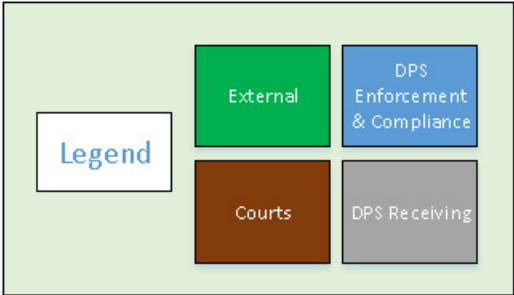 Legend
External
DPS
Enforcement
& Compliance
Courts
DPS Receiving